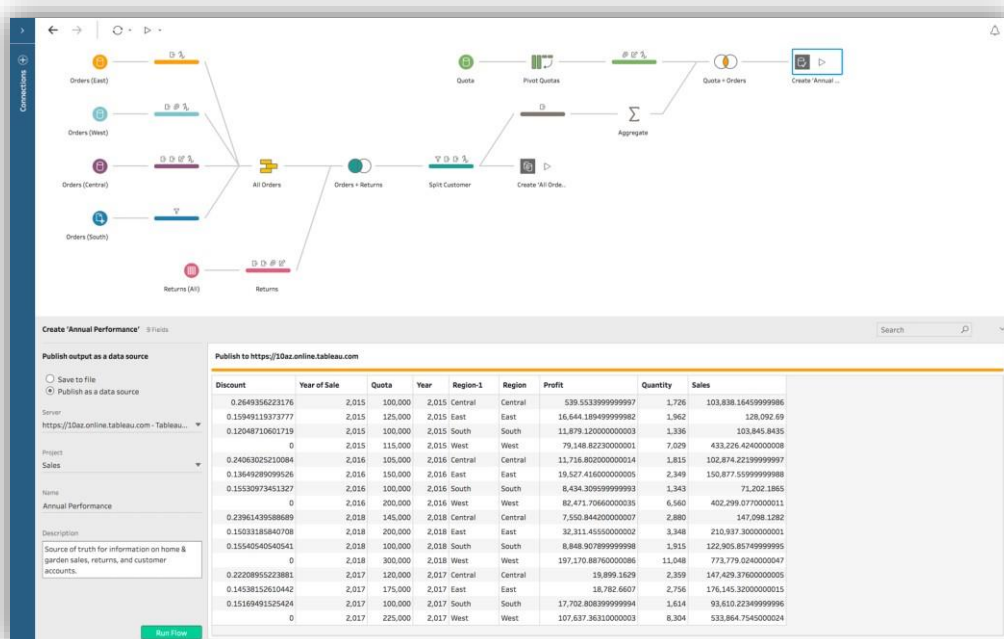 Connections
Orders (East)
Quota
Pivot Quotas
Quota + Orders
Create 'Annual ...
Orders (West)
Aggregate
Orders (Central)
All Orders
Orders + Returns
Split Customer
Create 'All Orde..
Orders (South)
Returns (All)
Returns
Create 'Annual Performance' 9 Fields
Search
Publish output as a data source
Save to file
Publish as a data source
Server
https://10az.online.tableau.com - Tableau...
Project
Sales
Name
Annual Performance
Description
Source of truth for information on home &
garden sales, returns, and customer
accounts.
Run Flow
Publish to https://10az.online.tableau.com
Discount Year of Sale Quota Year Region-1 Region Profit Quantity Sales
0.2649356223176 2,015 100,000 2,015 Central Central 539.5533999999997 1,726 103,838.16459999986
0.15949119373777 2,015 125,000 2,015 East East 16,644.189499999982 1,962 128,092.69
0.12048710601719 2,015 100,000 2,015 South South 11,879.120000000003 1,336 103,845.8435
0 2,015 115,000 2,015 West West 79,148.82230000001 7,029 433,226.4240000008
0.24063025210084 2,016 105,000 2,016 Central Central 11,716.802000000014 1,815 102,874.22199999997
0.13649289099526 2,016 150,000 2,016 East East 19,527.416000000005 2,349 150,877.55999999988
0.15530973451327 2,016 100,000 2,016 South South 8,434.309599999993 1,343 71,202.1865
0 2,016 200,000 2,016 West West 82,471.70660000035 6,560 402,299.0770000011
0.23961439588689 2,018 145,000 2,018 Central Central 7,550.844200000007 2,880 147,098.1282
0.15033185840708 2,018 200,000 2,018 East East 32,311.45550000002 3,348 210,937.300000001
0.15540540540541 2,018 100,000 2,018 South South 8,848.907899999998 1,915 122,905.85749999995
0 2,018 300,000 2,018 West West 197,170.88760000086 11,048 773,779.0240000047
0.22208955223881 2,017 120,000 2,017 Central Central 19,899.1629 2,359 147,429.37600000005
0.14538152610442 2,017 175,000 2,017 East East 18,782.6607 2,756 176,145.32000000015
0.15169491525424 2,017 100,000 2,017 South South 17,702.808399999994 1,614 93,610.22349999996
0 2,017 225,000 2,017 West West 107,637.36310000003 8,304 533,864.7545000024